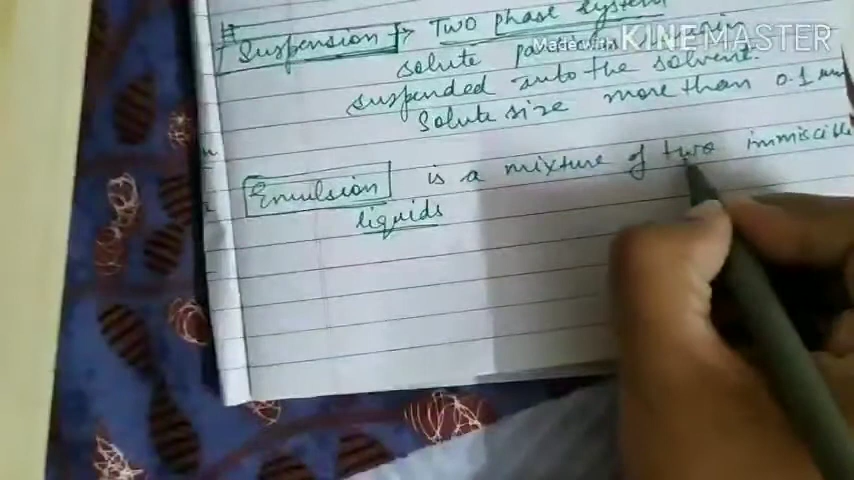 Suspension → Two phase system
solute particles
suspended into the solvent.
Solute size more than 0.1
Emulsion is a mixture of two immiscible
liquids
Made with KINEMASTER